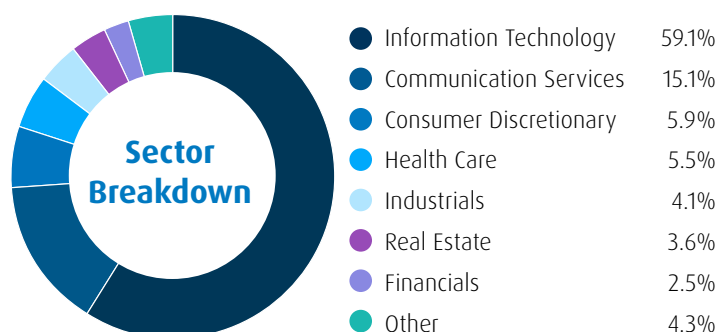 Sector
Breakdown
Information Technology 59.1%
Communication Services 15.1%
Consumer Discretionary 5.9%
Health Care 5.5%
Industrials 4.1%
Real Estate 3.6%
Financials 2.5%
Other 4.3%